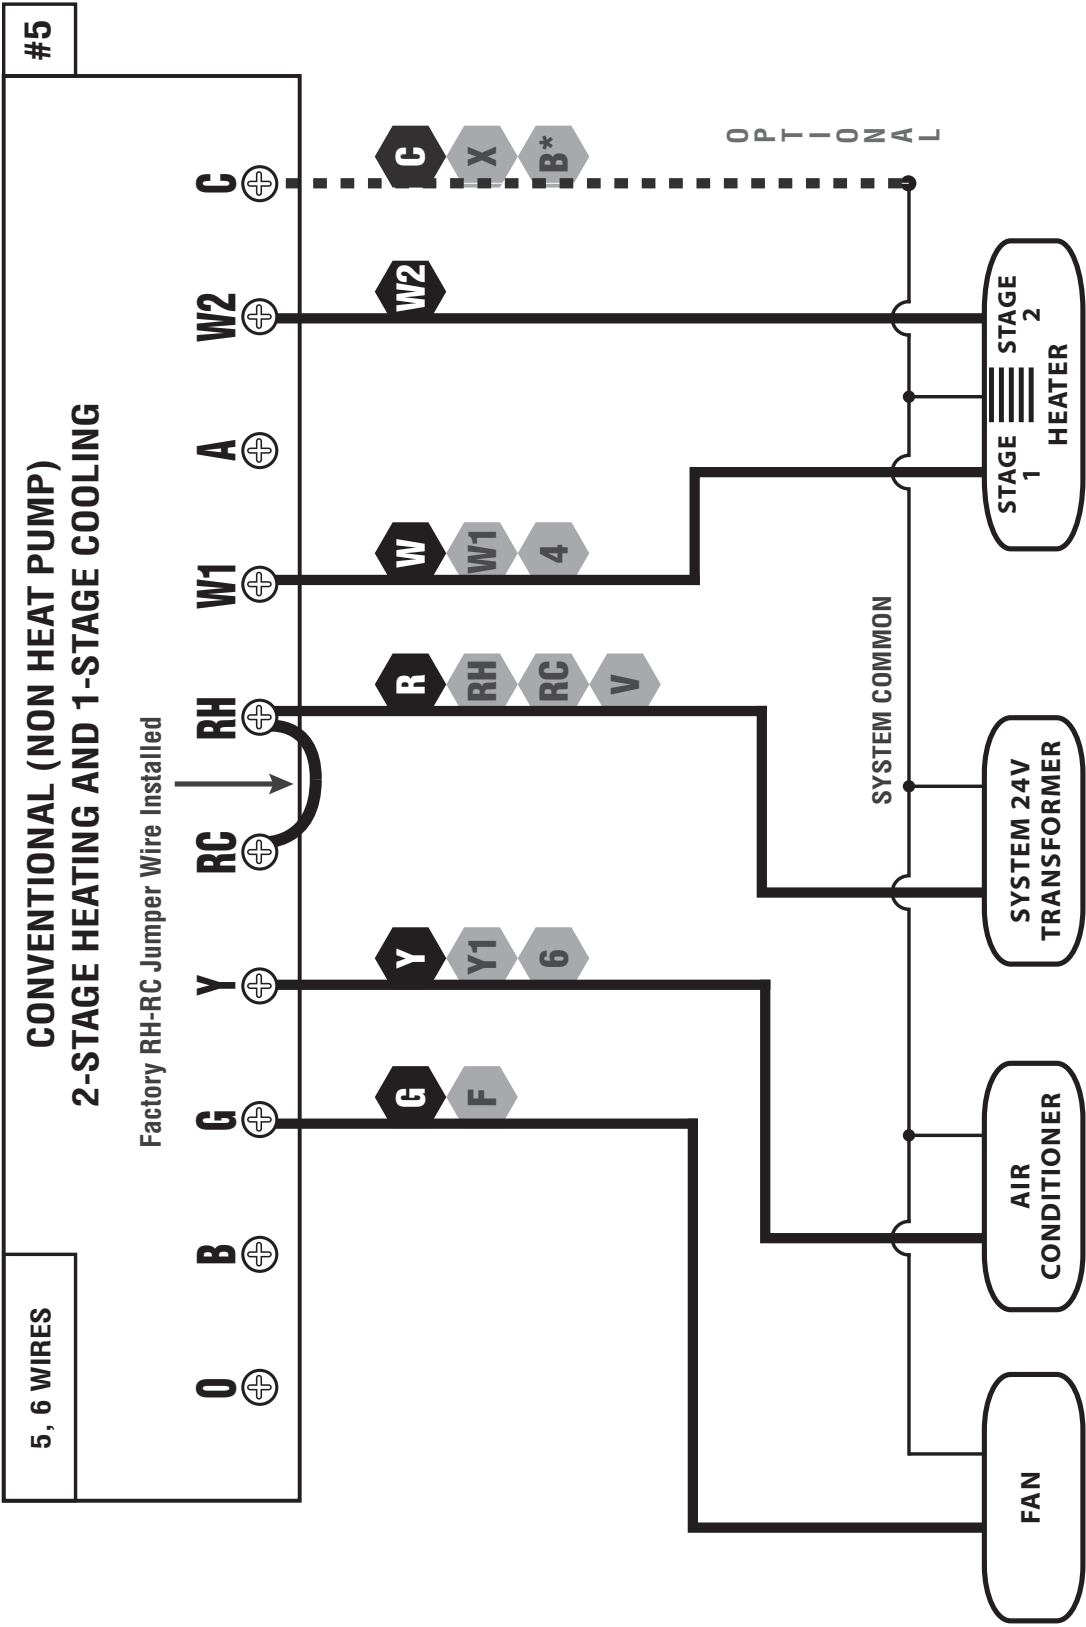 5, 6 WIRES
#5
CONVENTIONAL (NON HEAT PUMP)
2-STAGE HEATING AND 1-STAGE COOLING
Factory RH-RC Jumper Wire Installed
O B G Y RC RH W1 A W2 C
G Y R W W2 C
F Y1 RH W1 X
6 RC 4 B*
V
OPTIONAL
SYSTEM COMMON
FAN
AIR
CONDITIONER
SYSTEM 24V
TRANSFORMER
STAGE
1
STAGE
2
HEATER